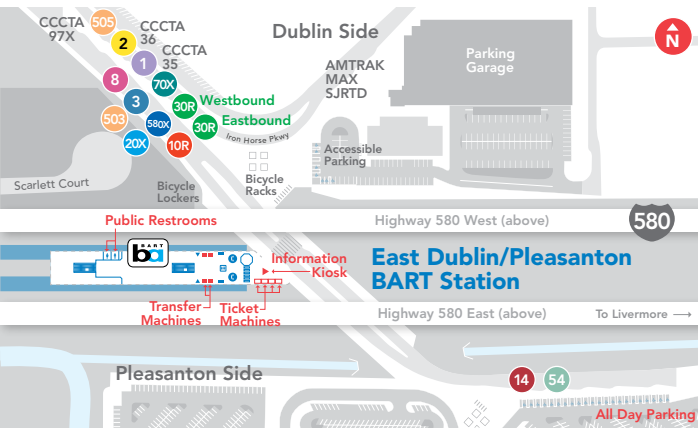 CCCTA
97X
505
CCCTA
36
2
CCCTA
35
1
8
70X
3
30R Westbound
503
580X
30R Eastbound
20X
10R
Iron Horse Pkwy
Dublin Side
AMTRAK
MAX
SJRTD
Parking
Garage
N
Accessible
Parking
Scarlett Court
Bicycle
Lockers
Bicycle
Racks
Highway 580 West (above)
580
Public Restrooms
BART
ba
Information
Kiosk
East Dublin/Pleasanton
BART Station
Transfer
Machines
Ticket
Machines
Highway 580 East (above)
To Livermore
Pleasanton Side
14
54
All Day Parking